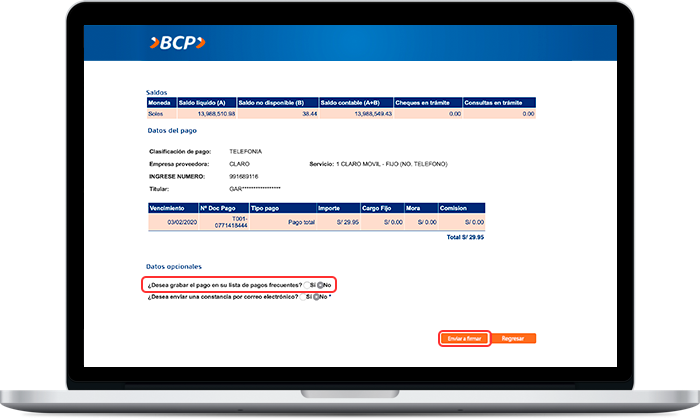 BCP
Saldos
Moneda Saldo líquido (A) Saldo no disponible (B) Saldo contable (A+B) Cheques en trámite Consultas en trámite
Soles 13,988,510.98 38.44 13,988,549.43 0.00 0.00
Datos del pago
Clasificación de pago: TELEFONIA
Empresa proveedora: CLARO Servicio: 1 CLARO MOVIL - FIJO (NO. TELEFONO)
INGRESE NUMERO: 991689116
Titular: GAR****************
Vencimiento Nº Doc Pago Tipo pago Importe Cargo Fijo Mora Comision
03/02/2020 T001-0771418444 Pago total S/ 29.95 S/ 0.00 S/ 0.00 S/ 0.00
Total S/ 29.95
Datos opcionales
¿Desea grabar el pago en su lista de pagos frecuentes? Sí No
¿Desea enviar una constancia por correo electrónico? Sí No *
Enviar a firmar Regresar